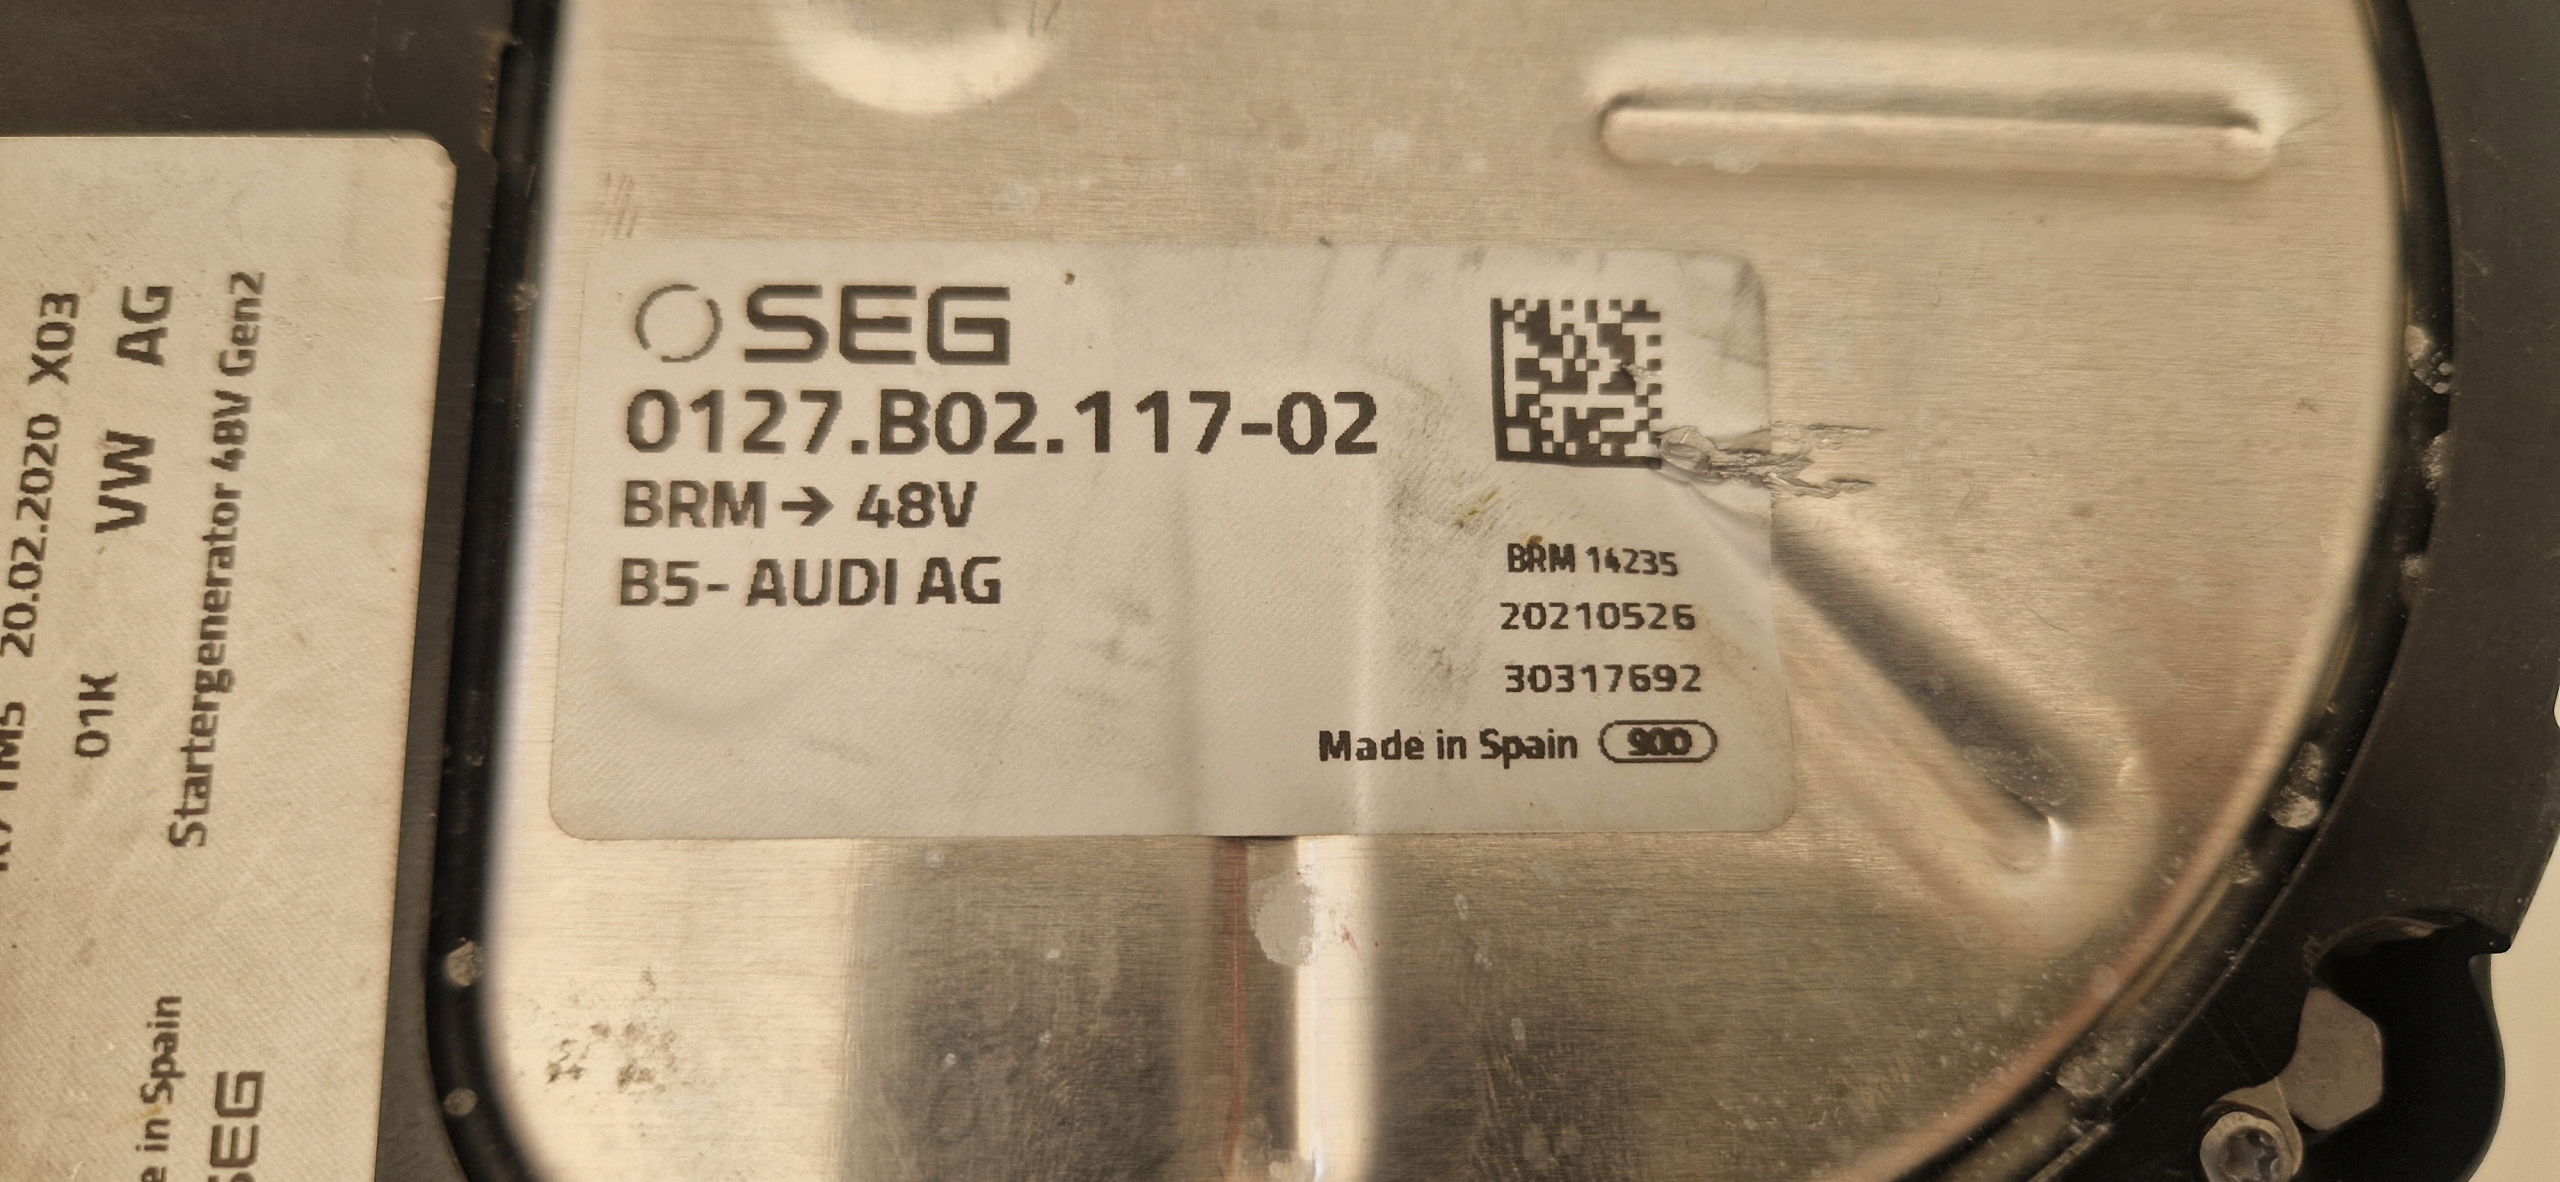 SEG
0127.B02.117-02
BRM → 48V
B5- AUDI AG
BRM 14235
20210526
30317692
Made in Spain 900
TM5 20.02.2020 X03
01K VW AG
Startergenerator 48V Gen2
in Spain
SEG